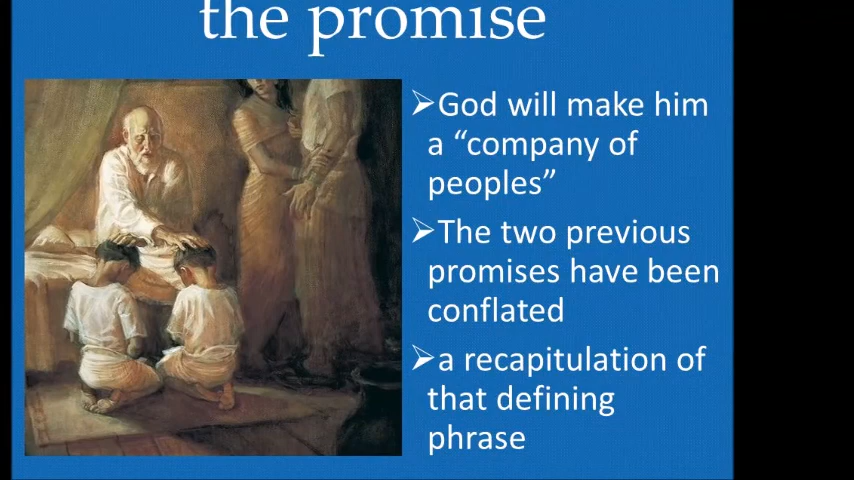 the promise
➢God will make him
a “company of
peoples”
➢The two previous
promises have been
conflated
➢a recapitulation of
that defining
phrase